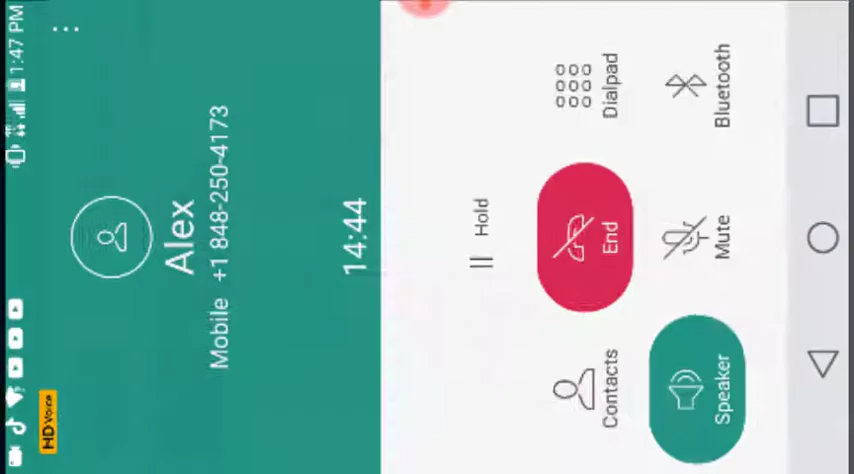 1:47 PM
HD Voice
Alex
Mobile +1 848-250-4173
14:44
Hold
Contacts
End
Dialpad
Speaker
Mute
Bluetooth